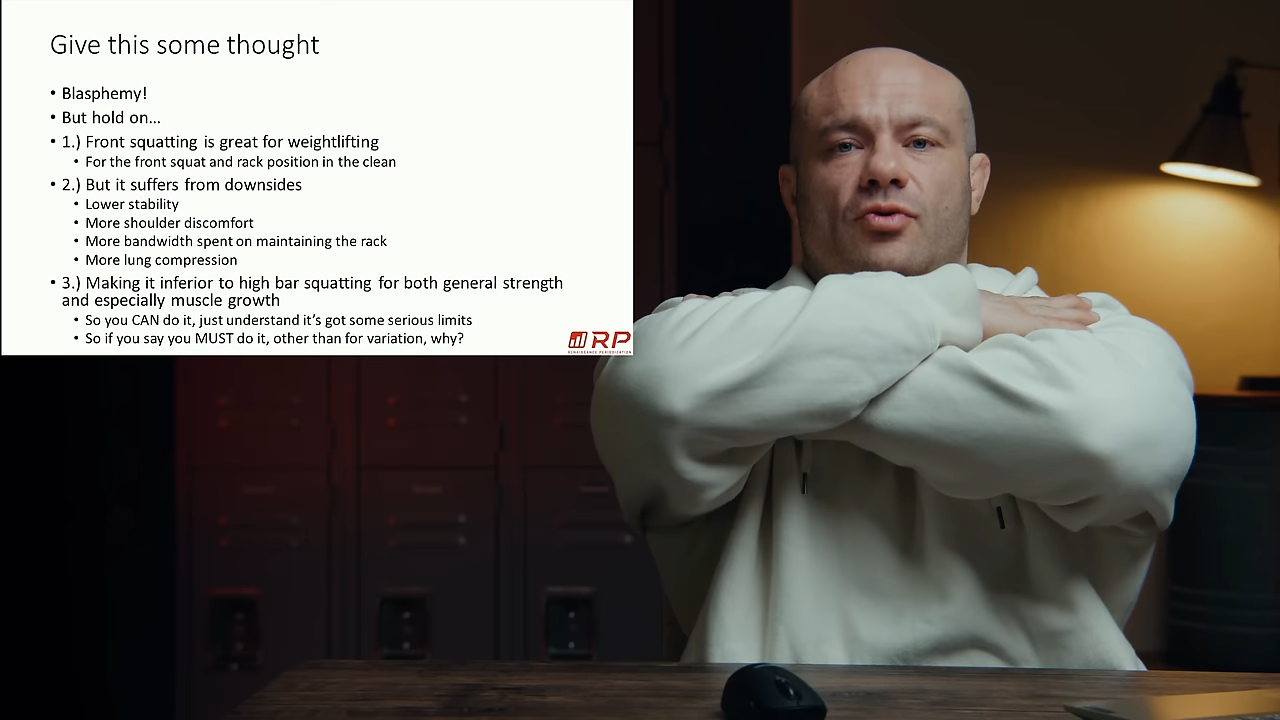 Give this some thought
• Blasphemy!
• But hold on...
• 1.) Front squatting is great for weightlifting
• For the front squat and rack position in the clean
• 2.) But it suffers from downsides
• Lower stability
• More shoulder discomfort
• More bandwidth spent on maintaining the rack
• More lung compression
• 3.) Making it inferior to high bar squatting for both general strength
and especially muscle growth
• So you CAN do it, just understand it's got some serious limits
• So if you say you MUST do it, other than for variation, why?
RP
RENAISSANCE PERIODIZATION